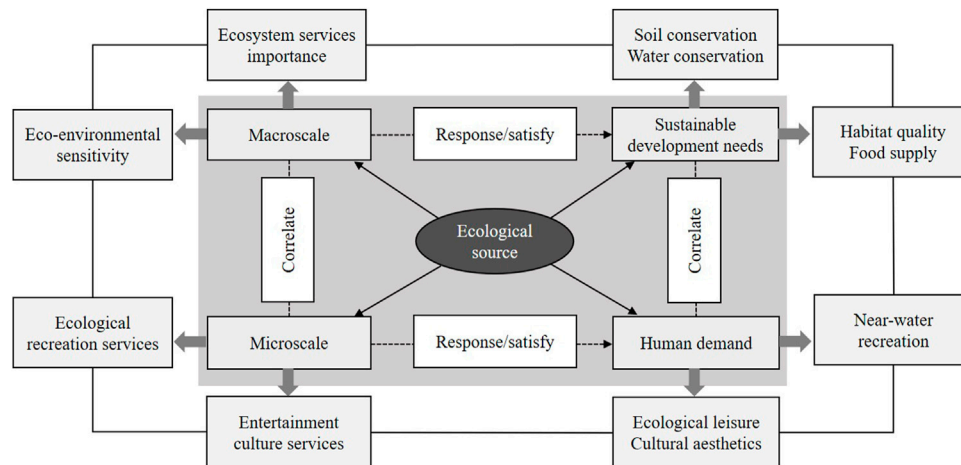 Ecosystem services
importance
Soil conservation
Water conservation
Eco-environmental
sensitivity
Macroscale
Response/satisfy
Sustainable
development needs
Habitat quality
Food supply
Correlate
Ecological
source
Correlate
Ecological
recreation services
Microscale
Response/satisfy
Human demand
Near-water
recreation
Entertainment
culture services
Ecological leisure
Cultural aesthetics